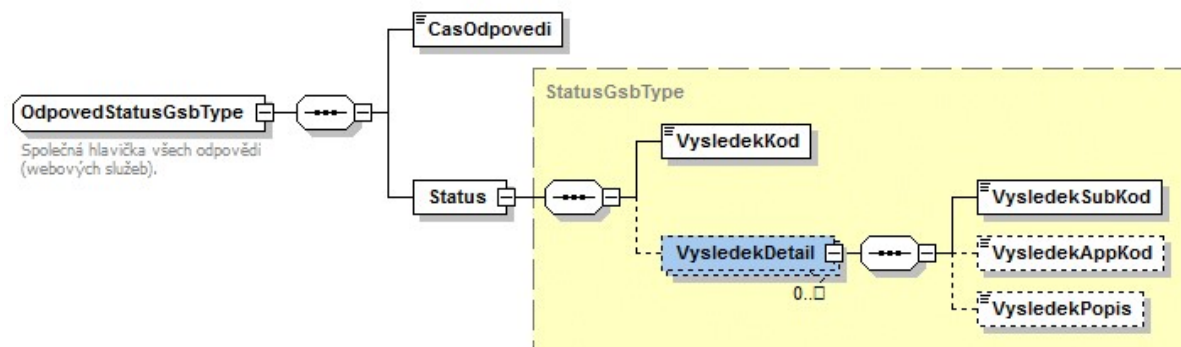 CasOdpovedi
StatusGsbType
OdpovedStatusGsbType
Společná hlavička všech odpovědí
(webových služeb).
VysledekKod
Status
VysledekSubKod
VysledekDetail
VysledekAppKod
0..□
VysledekPopis